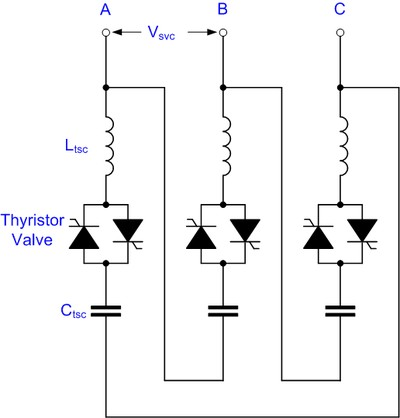 A B C
Vsvc
Ltsc
Thyristor
Valve
Ctsc